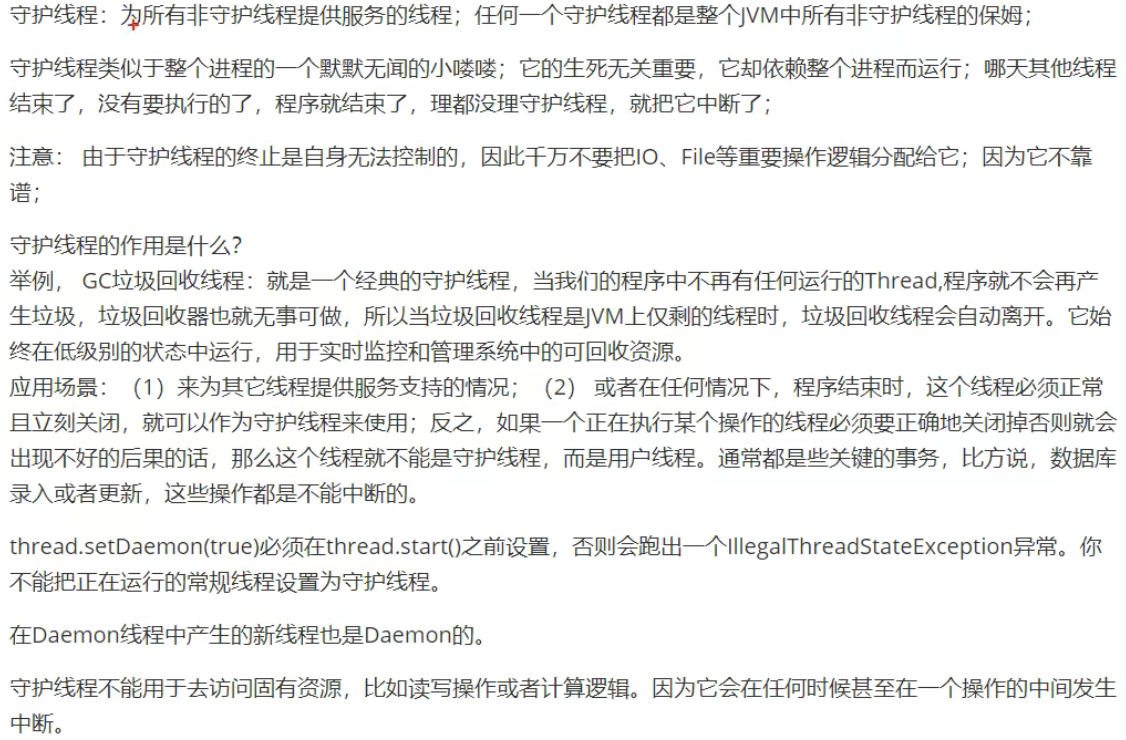 守护线程：为所有非守护线程提供服务的线程；任何一个守护线程都是整个JVM中所有非守护线程的保姆；
守护线程类似于整个进程的一个默默无闻的小喽喽；它的生死无关重要，它却依赖整个进程而运行；哪天其他线程
结束了，没有要执行的了，程序就结束了，理都没理守护线程，就把它中断了；
注意： 由于守护线程的终止是自身无法控制的，因此千万不要把IO、File等重要操作逻辑分配给它；因为它不靠
谱；
守护线程的作用是什么？
举例， GC垃圾回收线程：就是一个经典的守护线程，当我们的程序中不再有任何运行的Thread,程序就不会再产
生垃圾，垃圾回收器也就无事可做，所以当垃圾回收线程是JVM上仅剩的线程时，垃圾回收线程会自动离开。它始
终在低级别的状态中运行，用于实时监控和管理系统中的可回收资源。
应用场景：（1）来为其它线程提供服务支持的情况；（2） 或者在任何情况下，程序结束时，这个线程必须正常
且立刻关闭，就可以作为守护线程来使用；反之，如果一个正在执行某个操作的线程必须要正确地关闭掉否则就会
出现不好的后果的话，那么这个线程就不能是守护线程，而是用户线程。通常都是些关键的事务，比方说，数据库
录入或者更新，这些操作都是不能中断的。
thread.setDaemon(true)必须在thread.start()之前设置，否则会跑出一个IllegalThreadStateException异常。你
不能把正在运行的常规线程设置为守护线程。
在Daemon线程中产生的新线程也是Daemon的。
守护线程不能用于去访问固有资源，比如读写操作或者计算逻辑。因为它会在任何时候甚至在一个操作的中间发生
中断。